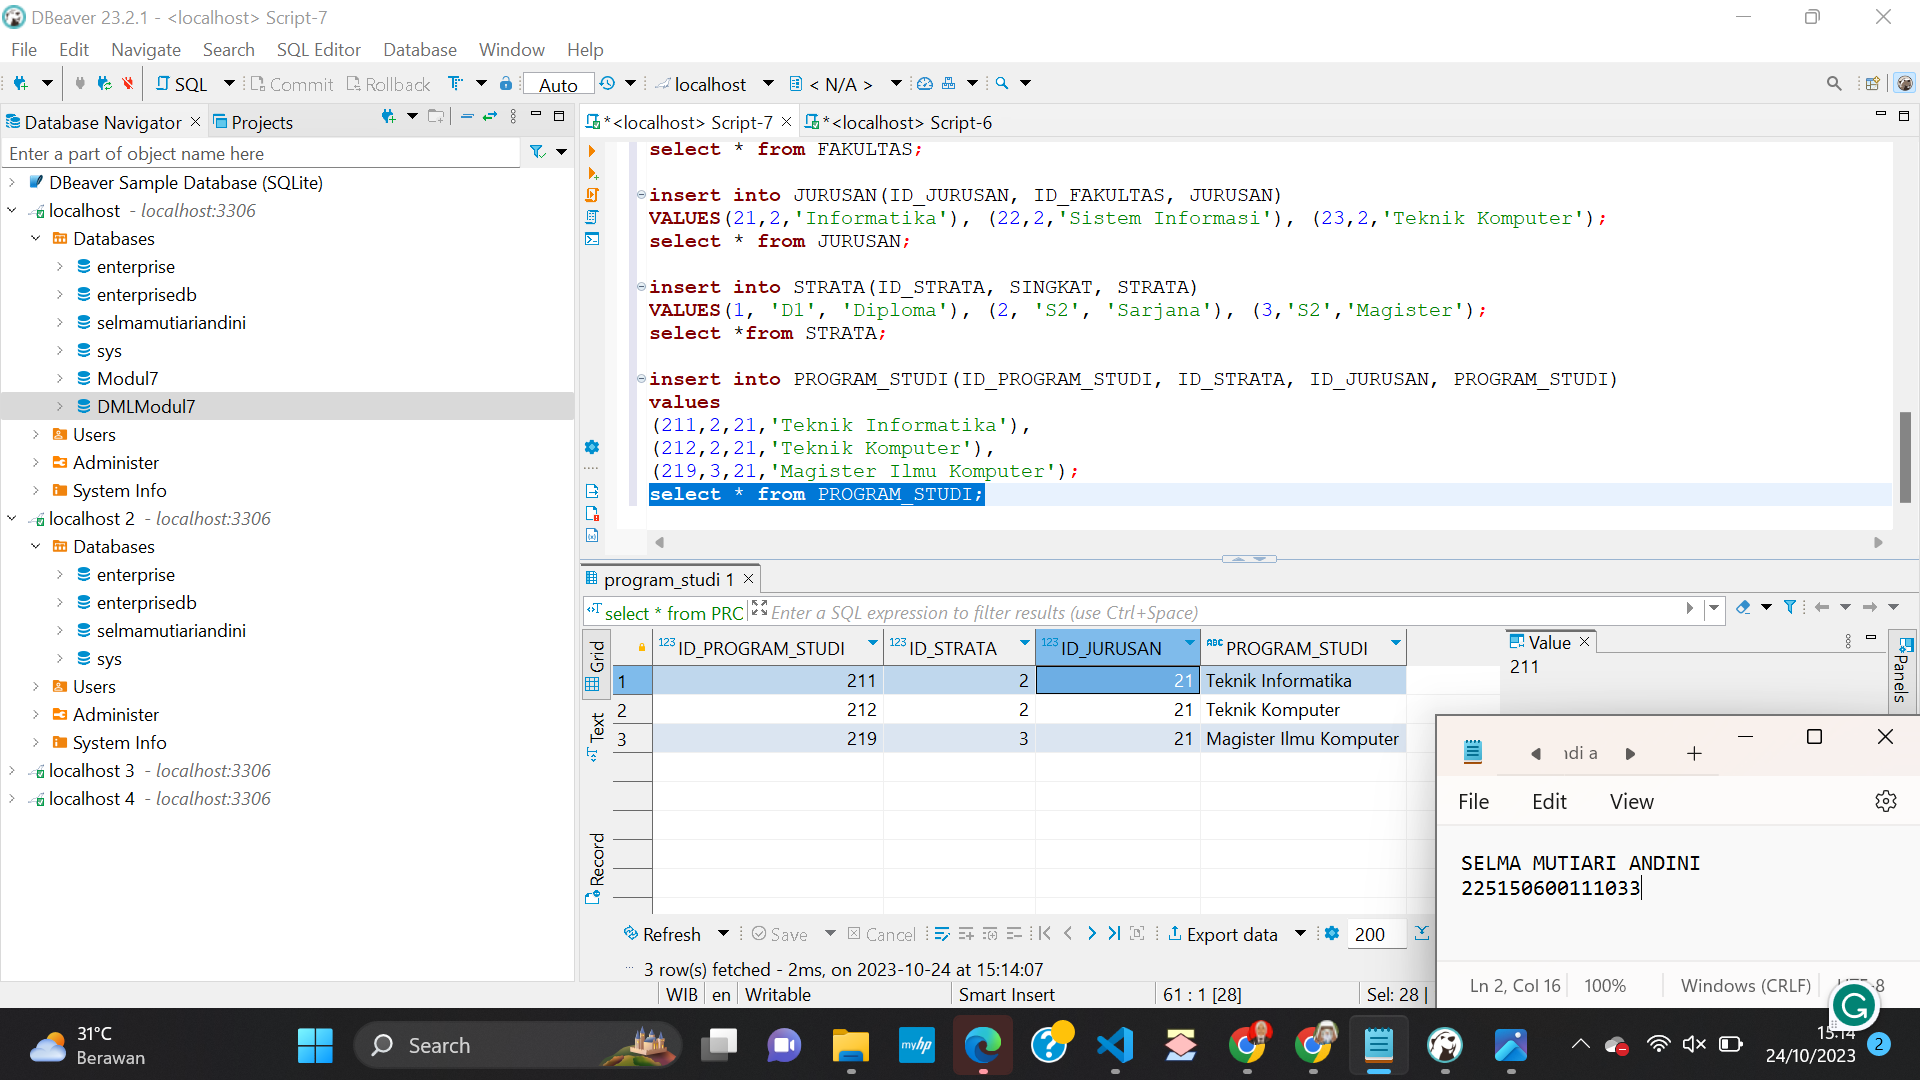 DBeaver 23.2.1 - <localhost> Script-7
File Edit Navigate Search SQL Editor Database Window Help
SQL Commit Rollback Auto localhost < N/A >
Database Navigator Projects
*<localhost> Script-7 *<localhost> Script-6
Enter a part of object name here
DBeaver Sample Database (SQLite)
localhost - localhost:3306
Databases
enterprise
enterprisedb
selmamutiariandini
sys
Modul7
DMLModul7
Users
Administer
System Info
localhost 2 - localhost:3306
Databases
enterprise
enterprisedb
selmamutiariandini
sys
Users
Administer
System Info
localhost 3 - localhost:3306
localhost 4 - localhost:3306
select * from FAKULTAS;
insert into JURUSAN(ID_JURUSAN, ID_FAKULTAS, JURUSAN)
VALUES(21,2,'Informatika'), (22,2,'Sistem Informasi'), (23,2,'Teknik Komputer');
select * from JURUSAN;
insert into STRATA(ID_STRATA, SINGKAT, STRATA)
VALUES(1, 'D1', 'Diploma'), (2, 'S2', 'Sarjana'), (3,'S2','Magister');
select *from STRATA;
insert into PROGRAM_STUDI(ID_PROGRAM_STUDI, ID_STRATA, ID_JURUSAN, PROGRAM_STUDI)
values
(211,2,21,'Teknik Informatika'),
(212,2,21,'Teknik Komputer'),
(219,3,21,'Magister Ilmu Komputer');
select * from PROGRAM_STUDI;
program_studi 1
select * from PRC Enter a SQL expression to filter results (use Ctrl+Space)
Grid
Text
Record
123 ID_PROGRAM_STUDI 123 ID_STRATA 123 ID_JURUSAN ABC PROGRAM_STUDI
1 211 2 21 Teknik Informatika
2 212 2 21 Teknik Komputer
3 219 3 21 Magister Ilmu Komputer
Value
211
Panels
Refresh Save Cancel Export data 200
3 row(s) fetched - 2ms, on 2023-10-24 at 15:14:07
WIB en Writable Smart Insert 61 : 1 [28] Sel: 28 |
ndi a
File Edit View
SELMA MUTIARI ANDINI
225150600111033
Ln 2, Col 16 100% Windows (CRLF) UTF-8
31°C
Berawan
Search
myhp
15:14
24/10/2023
2